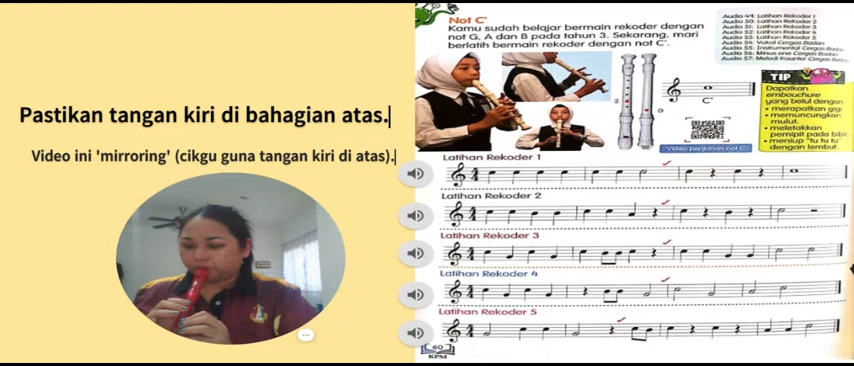 Pastikan tangan kiri di bahagian atas.
Video ini 'mirroring' (cikgu guna tangan kiri di atas).
Not C'
Kamu sudah belajar bermain rekoder dengan
not G, A dan B pada tahun 3. Sekarang, mari
berlatih bermain rekoder dengan not C'.
Audio 49: Latihan Rekoder 1
Audio 50: Latihan Rekoder 2
Audio 51: Latihan Rekoder 3
Audio 52: Latihan Rekoder 4
Audio 53: Latihan Rekoder 5
Audio 54: Vokal Cergas Badan
Audio 55: Instrumental Cergas Badan
Audio 56: Minus one Cergas Badan
Audio 57: Melodi Kaunter Cergas Badan
C'
Video permainan not C'
TIP
Dapatkan
embouchure
yang betul dengan
• merapatkan gigi
• memuncungkan
mulut.
• meletakkan
pemipit pada bibir
• meniup "tu tu tu"
dengan lembut
Latihan Rekoder 1
Latihan Rekoder 2
Latihan Rekoder 3
Latihan Rekoder 4
Latihan Rekoder 5
60
KPM